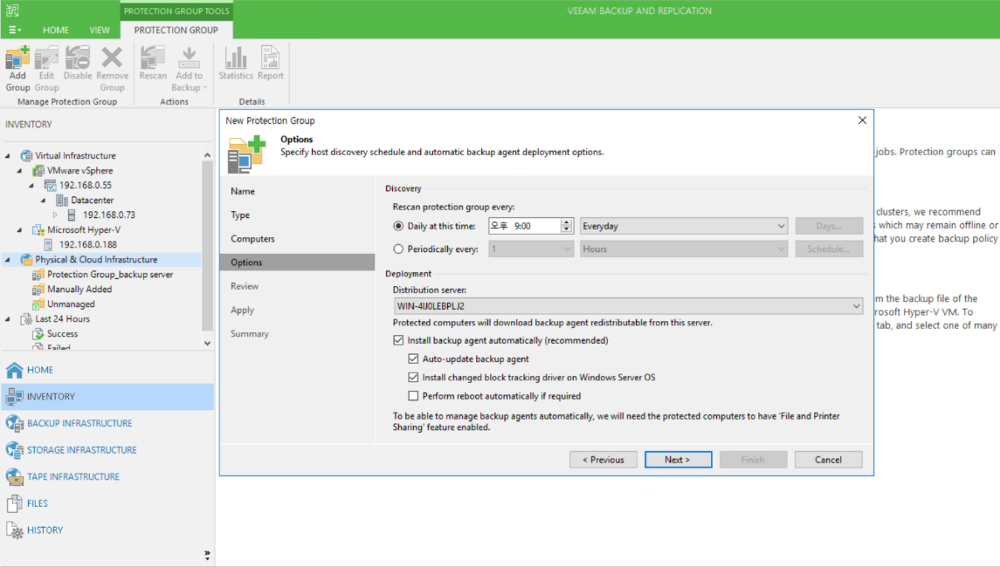 PROTECTION GROUP TOOLS
VEEAM BACKUP AND REPLICATION
HOME
VIEW
PROTECTION GROUP
Add Group
Edit Group
Disable
Remove Group
Rescan
Add to Backup
Statistics
Report
Manage Protection Group
Actions
Details
INVENTORY
Virtual Infrastructure
VMware vSphere
192.168.0.55
Datacenter
192.168.0.73
Microsoft Hyper-V
192.168.0.188
Physical & Cloud Infrastructure
Protection Group_backup server
Manually Added
Unmanaged
Last 24 Hours
Success
Failed
HOME
INVENTORY
BACKUP INFRASTRUCTURE
STORAGE INFRASTRUCTURE
TAPE INFRASTRUCTURE
FILES
HISTORY
New Protection Group
Options
Specify host discovery schedule and automatic backup agent deployment options.
Name
Type
Computers
Options
Review
Apply
Summary
Discovery
Rescan protection group every:
Daily at this time:
오후 9:00
Everyday
Days...
Periodically every:
1
Hours
Schedule...
Deployment
Distribution server:
WIN-4IJ0LEBPLJ2
Protected computers will download backup agent redistributable from this server.
Install backup agent automatically (recommended)
Auto-update backup agent
Install changed block tracking driver on Windows Server OS
Perform reboot automatically if required
To be able to manage backup agents automatically, we will need the protected computers to have 'File and Printer
Sharing' feature enabled.
< Previous
Next >
Finish
Cancel
jobs. Protection groups can
clusters, we recommend
which may remain offline or
hat you create backup policy
m the backup file of the
rosoft Hyper-V VM. To
tab, and select one of many